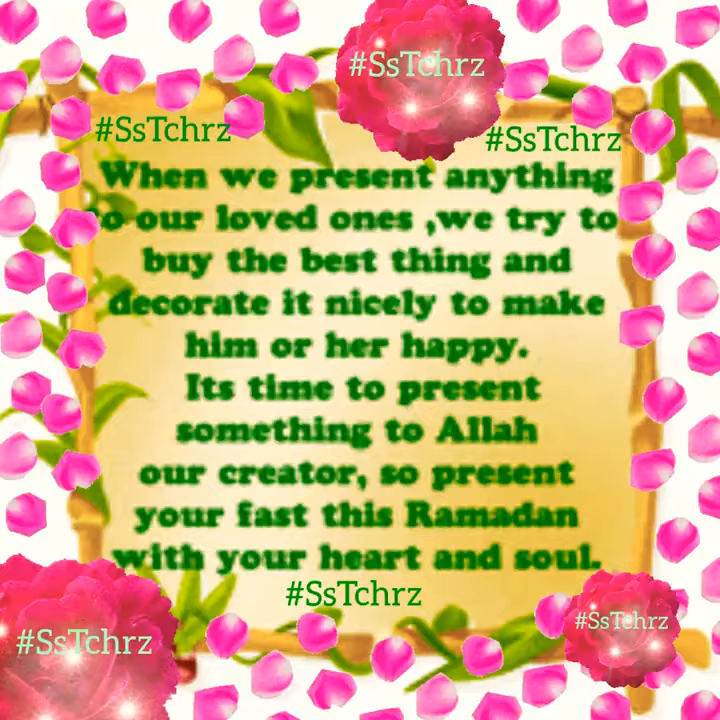 #SsTchrz
#SsTchrz
#SsTchrz
When we present anything
to our loved ones ,we try to
buy the best thing and
decorate it nicely to make
him or her happy.
Its time to present
something to Allah
our creator, so present
your fast this Ramadan
with your heart and soul.
#SsTchrz
#SsTchrz
#SsTchrz